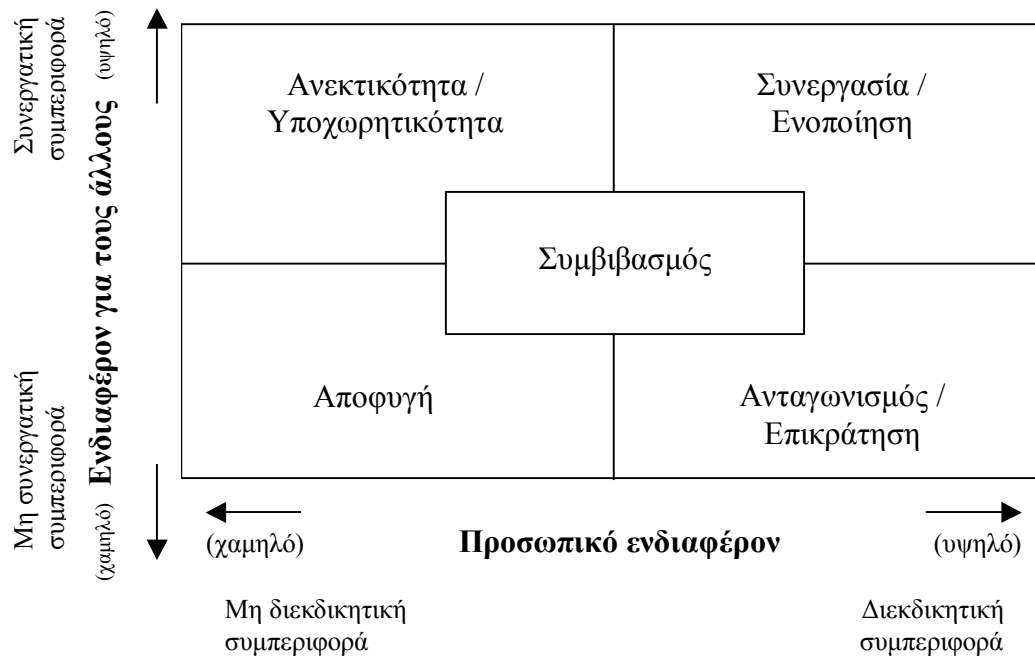 Συνεργατική
συμπεριφορά
Μη συνεργατική
συμπεριφορά
Ενδιαφέρον για τους άλλους
(υψηλό)
(χαμηλό)
Ανεκτικότητα /
Υποχωρητικότητα
Συνεργασία /
Ενοποίηση
Συμβιβασμός
Αποφυγή
Ανταγωνισμός /
Επικράτηση
(χαμηλό)
Προσωπικό ενδιαφέρον
(υψηλό)
Μη διεκδικητική
συμπεριφορά
Διεκδικητική
συμπεριφορά